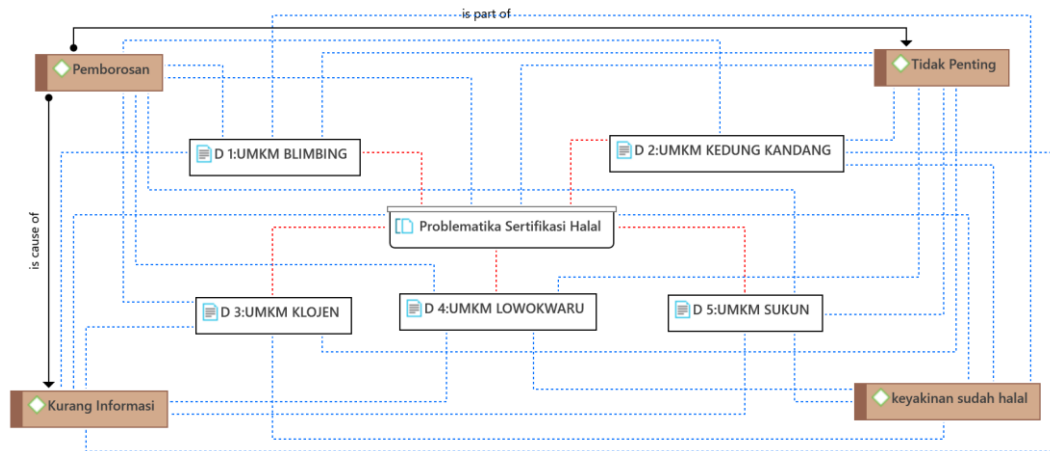 is part of
Pemborosan
Tidak Penting
D 1:UMKM BLIMBING
D 2:UMKM KEDUNG KANDANG
Problematika Sertifikasi Halal
is cause of
D 3:UMKM KLOJEN
D 4:UMKM LOWOKWARU
D 5:UMKM SUKUN
Kurang Informasi
keyakinan sudah halal